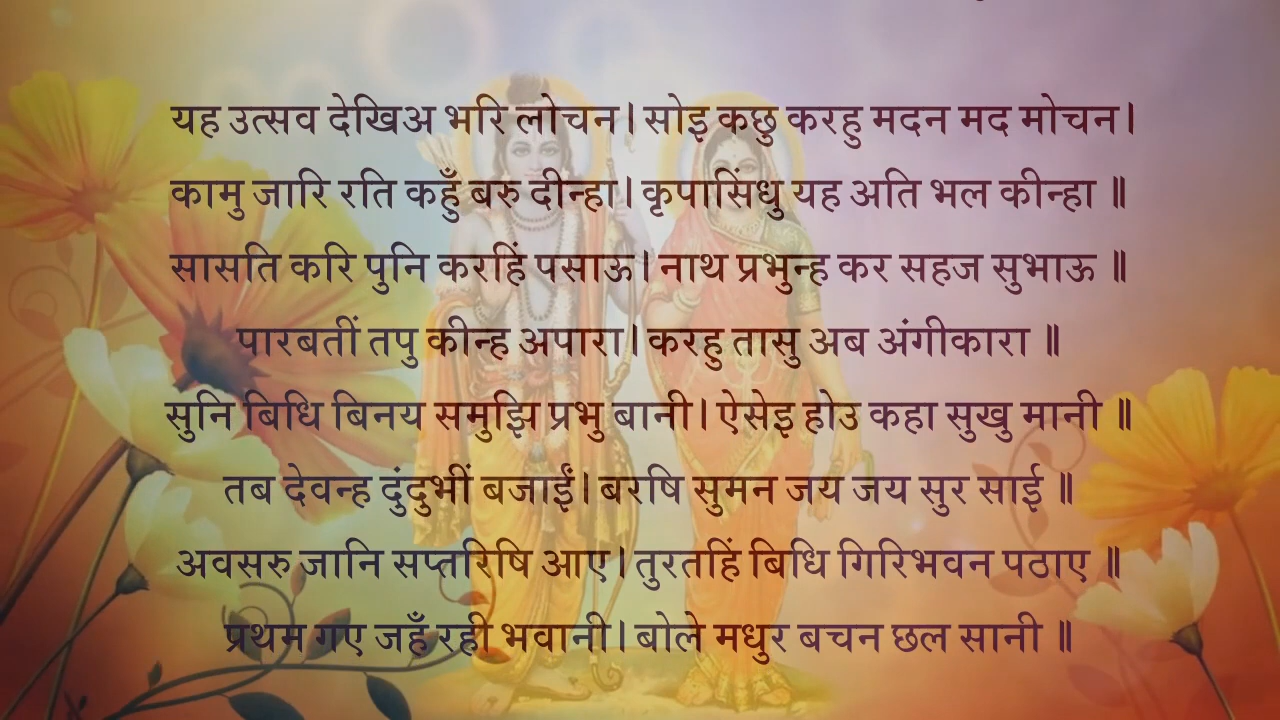 यह उत्सव देखिअ भरि लोचन। सोइ कछु करहु मदन मद मोचन।
कामु जारि रति कहुँ बरु दीन्हा। कृपासिंधु यह अति भल कीन्हा ॥
सासति करि पुनि करहिं पसाऊ। नाथ प्रभुन्ह कर सहज सुभाऊ ॥
पारबतीं तपु कीन्ह अपारा। करहु तासु अब अंगीकारा ॥
सुनि बिधि बिनय समुझि प्रभु बानी। ऐसेइ होउ कहा सुखु मानी ॥
तब देवन्ह दुंदुभीं बजाईं। बरषि सुमन जय जय सुर साई ॥
अवसरु जानि सप्तरिषि आए। तुरतहिं बिधि गिरिभवन पठाए ॥
प्रथम गए जहँ रही भवानी। बोले मधुर बचन छल सानी ॥